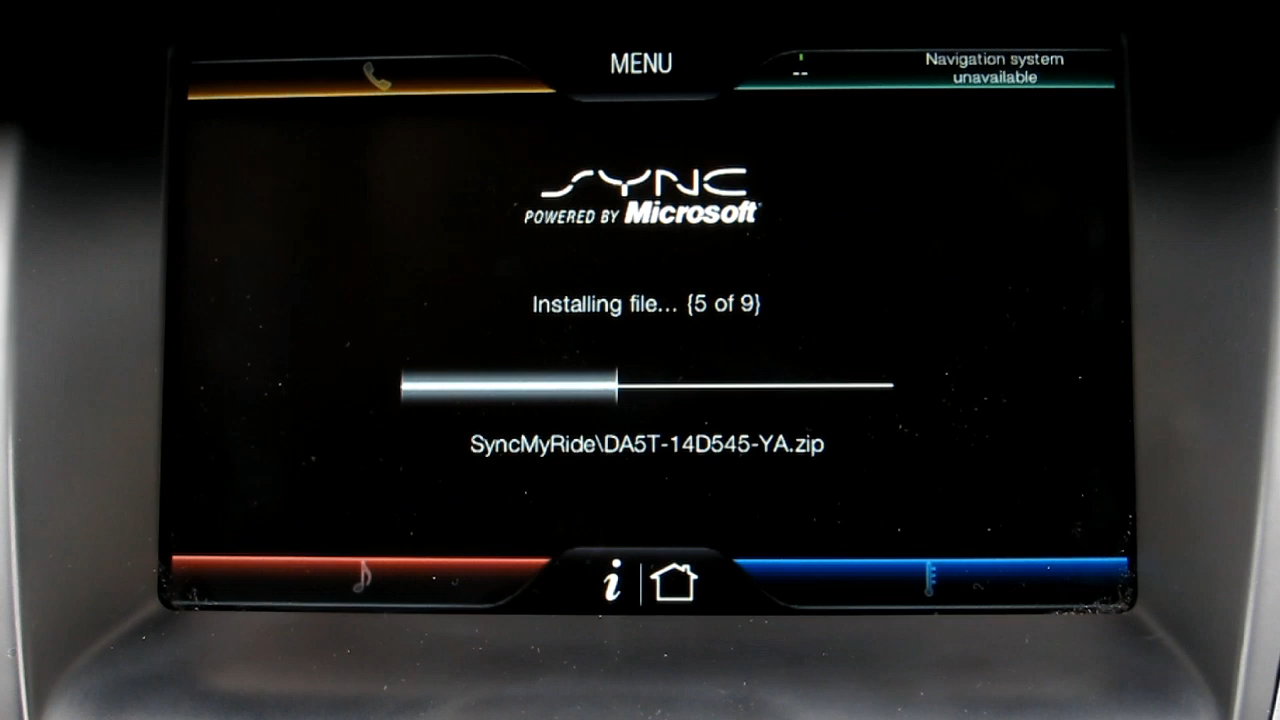 MENU
Navigation system
unavailable
--
SYNC
POWERED BY Microsoft
Installing file... {5 of 9}
SyncMyRide\DA5T-14D545-YA.zip
i